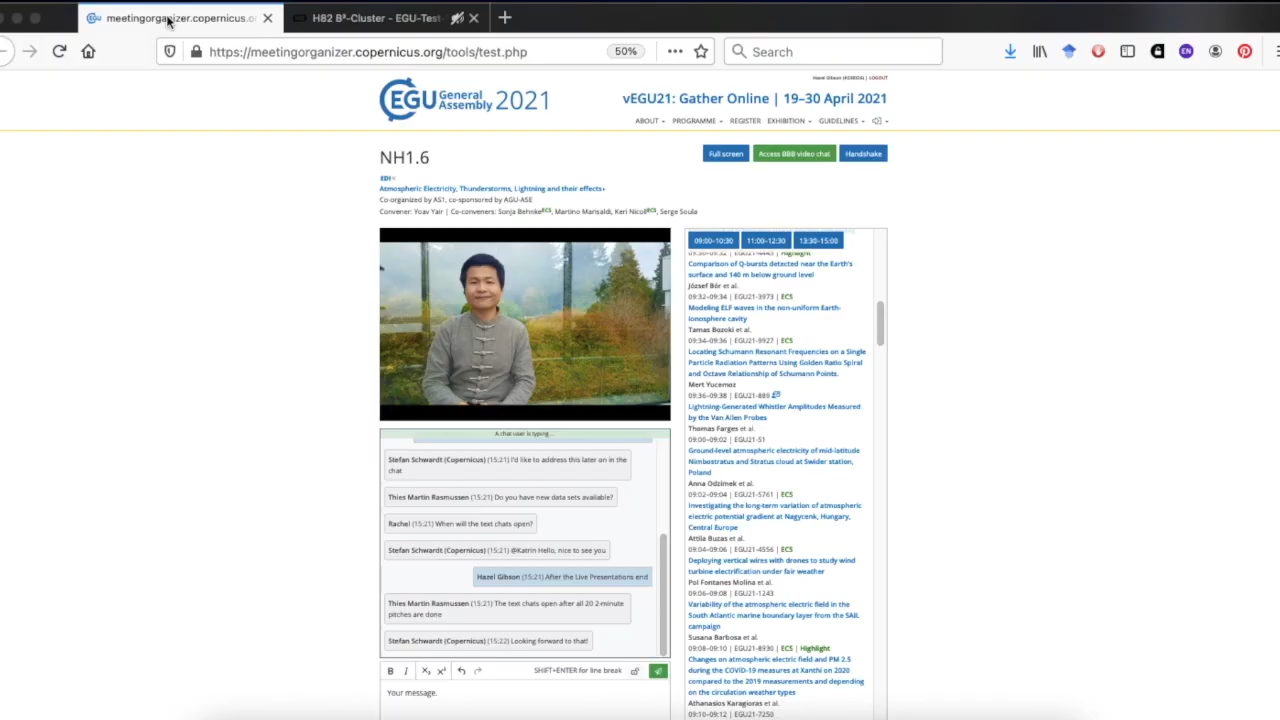 meetingorganizer.copernicus.or
H82 B³-Cluster - EGU-Test
https://meetingorganizer.copernicus.org/tools/test.php
50%
Search
EN
Hazel Gibson
LOGOUT
EGU General Assembly 2021
vEGU21: Gather Online | 19–30 April 2021
ABOUT PROGRAMME REGISTER EXHIBITION GUIDELINES
NH1.6
Full screen
Access BBB video chat
Handshake
EDI
Atmospheric Electricity, Thunderstorms, Lightning and their effects
Co-organized by AS1, co-sponsored by AGU-ASE
Convener: Yoav Yair | Co-conveners: Sonja Behnke ECS, Martino Marisaldi, Keri Nicoll ECS, Serge Soula
A chat user is typing...
Stefan Schwardt (Copernicus) (15:21) I'd like to address this later on in the
chat
Thies Martin Rasmussen (15:21) Do you have new data sets available?
Rachel (15:21) When will the text chats open?
Stefan Schwardt (Copernicus) (15:21) @Katrin Hello, nice to see you
Hazel Gibson (15:21) After the Live Presentations end
Thies Martin Rasmussen (15:21) The text chats open after all 20 2-minute
pitches are done
Stefan Schwardt (Copernicus) (15:22) Looking forward to that!
B I X₂ X² SHIFT+ENTER for line break
Your message.
09:00–10:30 11:00–12:30 13:30–15:00
Comparison of Q-bursts detected near the Earth's
surface and 140 m below ground level
József Bór et al.
09:32–09:34 | EGU21-3973 | ECS
Modeling ELF waves in the non-uniform Earth-
ionosphere cavity
Tamas Bozoki et al.
09:34–09:36 | EGU21-9927 | ECS
Locating Schumann Resonant Frequencies on a Single
Particle Radiation Patterns Using Golden Ratio Spiral
and Octave Relationship of Schumann Points.
Mert Yucemoz
09:36–09:38 | EGU21-889
Lightning-Generated Whistler Amplitudes Measured
by the Van Allen Probes
Thomas Farges et al.
09:00–09:02 | EGU21-51
Ground-level atmospheric electricity of mid-latitude
Nimbostratus and Stratus cloud at Swider station,
Poland
Anna Odzimek et al.
09:02–09:04 | EGU21-5761 | ECS
Investigating the long-term variation of atmospheric
electric potential gradient at Nagycenk, Hungary,
Central Europe
Attila Buzas et al.
09:04–09:06 | EGU21-4556 | ECS
Deploying vertical wires with drones to study wind
turbine electrification under fair weather
Pol Fontanes Molina et al.
09:06–09:08 | EGU21-1243
Variability of the atmospheric electric field in the
South Atlantic marine boundary layer from the SAIL
campaign
Susana Barbosa et al.
09:08–09:10 | EGU21-8930 | ECS | Highlight
Changes on atmospheric electric field and PM 2.5
during the COVID-19 measures at Xanthi on 2020
compared to the 2019 measurements and depending
on the circulation weather types
Athanasios Karagioras et al.
09:10–09:12 | EGU21-7250